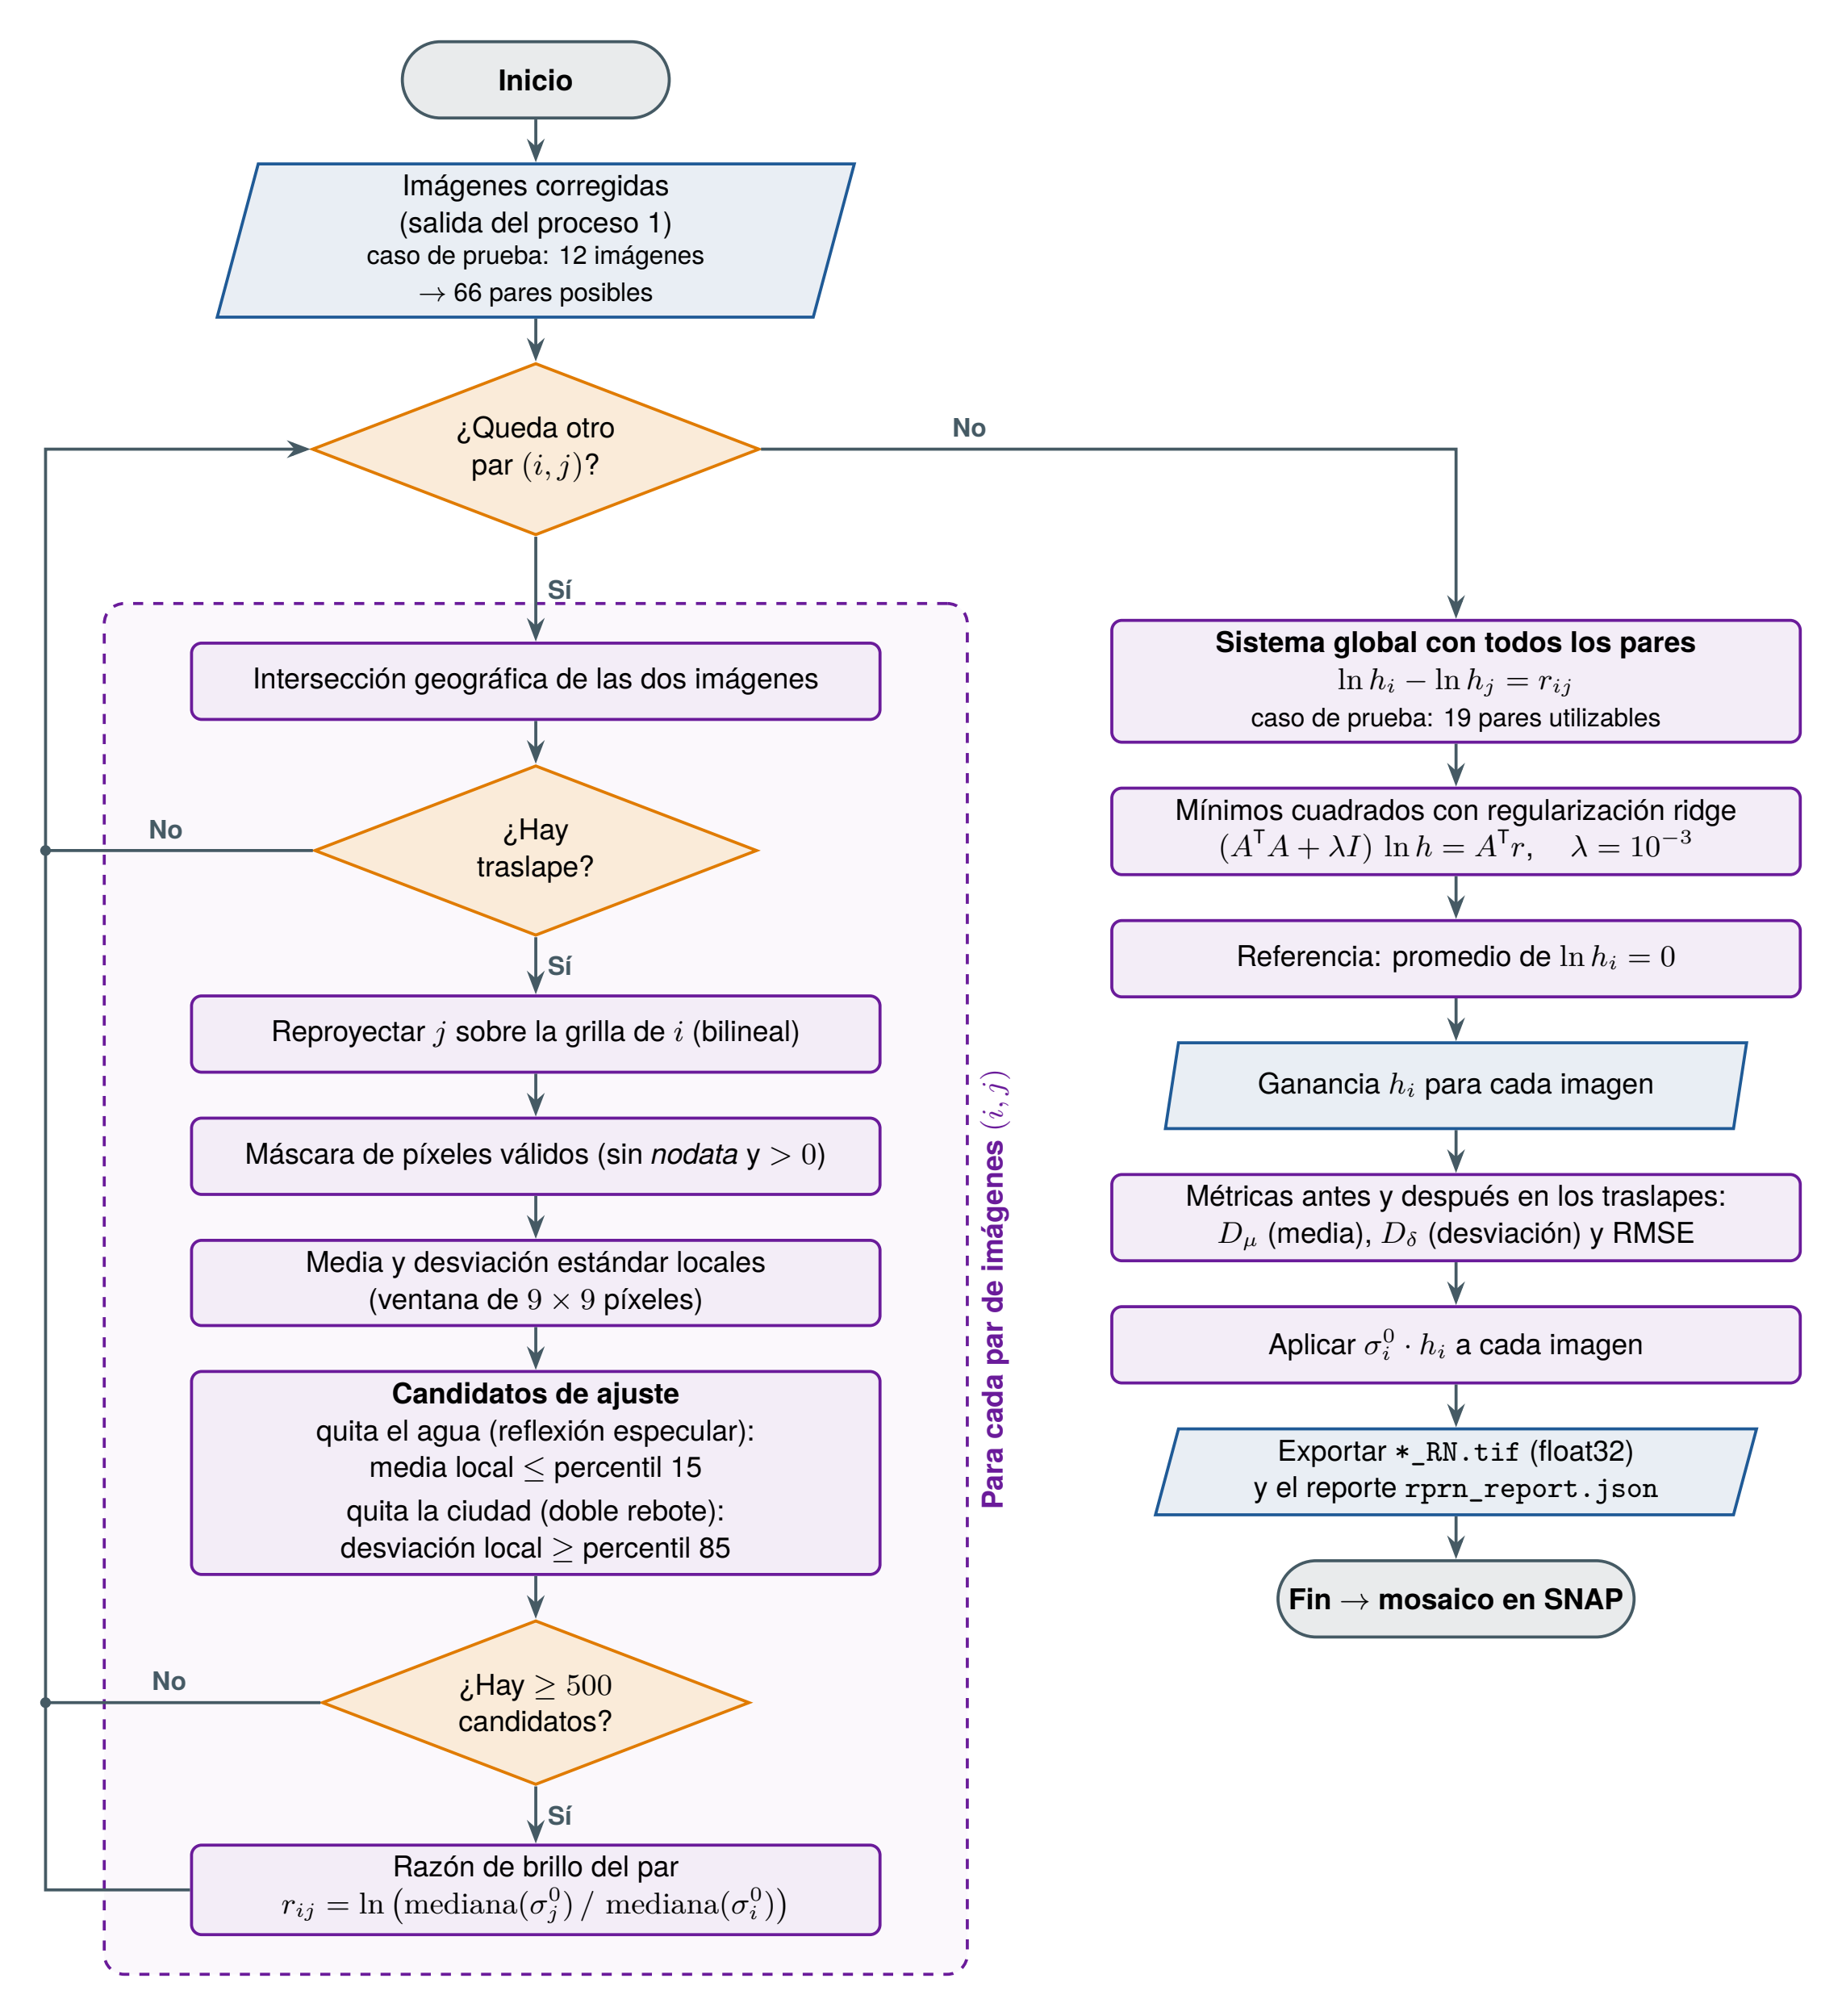 Inicio
Imágenes corregidas
(salida del proceso 1)
caso de prueba: 12 imágenes
→ 66 pares posibles
¿Queda otro
par (i, j)?
No
Sí
Intersección geográfica de las dos imágenes
¿Hay
traslape?
No
Sí
Reproyectar j sobre la grilla de i (bilineal)
Máscara de píxeles válidos (sin nodata y > 0)
Media y desviación estándar locales
(ventana de 9 × 9 píxeles)
Candidatos de ajuste
quita el agua (reflexión especular):
media local ≤ percentil 15
quita la ciudad (doble rebote):
desviación local ≥ percentil 85
¿Hay ≥ 500
candidatos?
No
Sí
Razón de brillo del par
r_{ij} = ln (mediana(σ_j^0) / mediana(σ_i^0))
Para cada par de imágenes (i, j)
Sistema global con todos los pares
ln h_i − ln h_j = r_{ij}
caso de prueba: 19 pares utilizables
Mínimos cuadrados con regularización ridge
(A^⊤A + λI) ln h = A^⊤r, λ = 10^{−3}
Referencia: promedio de ln h_i = 0
Ganancia h_i para cada imagen
Métricas antes y después en los traslapes:
D_μ (media), D_δ (desviación) y RMSE
Aplicar σ_i^0 · h_i a cada imagen
Exportar *_RN.tif (float32)
y el reporte rprn_report.json
Fin → mosaico en SNAP